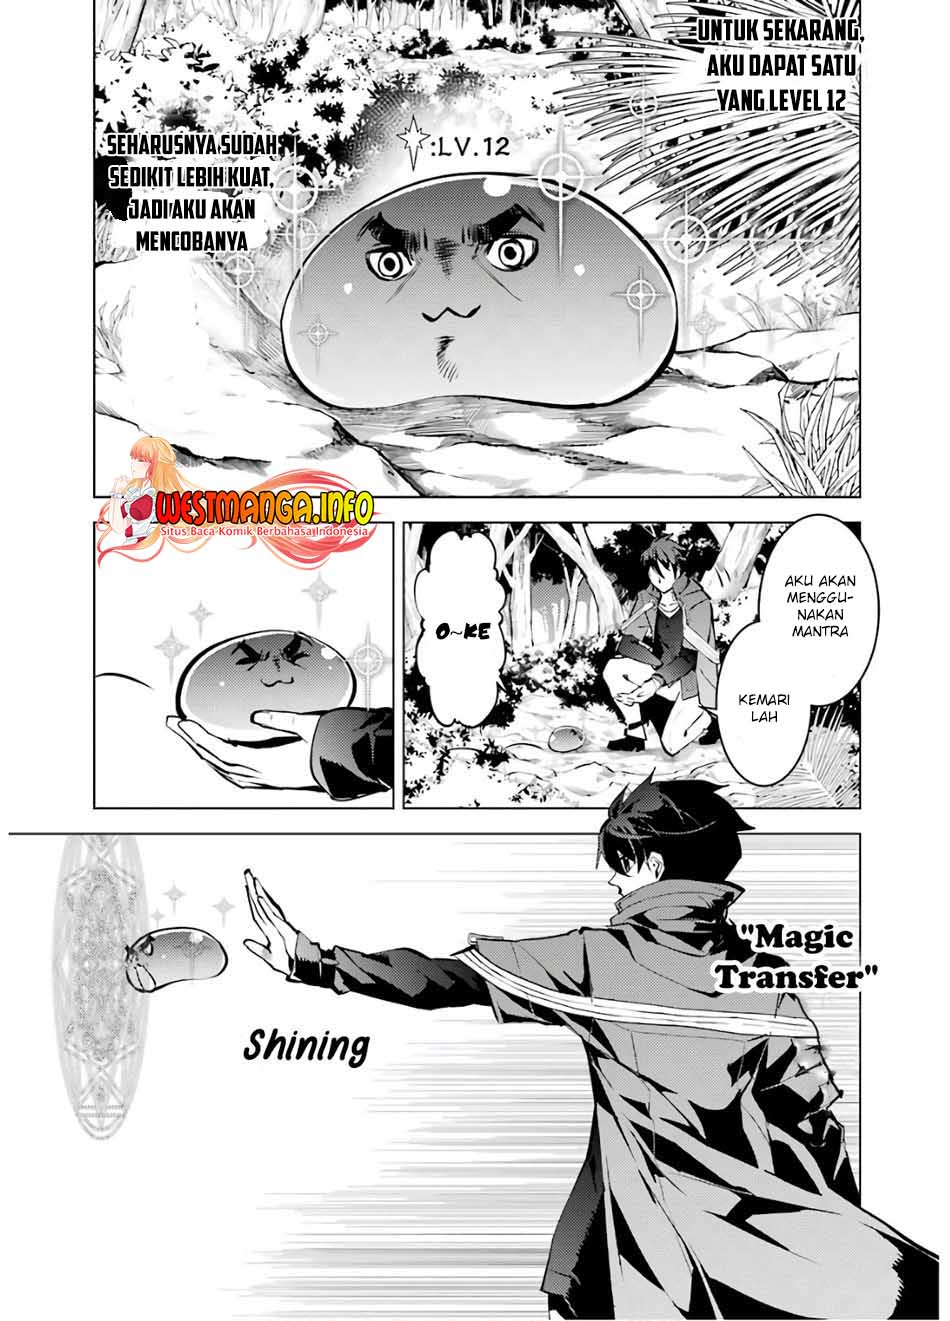 UNTUK SEKARANG,
AKU DAPAT SATU
YANG LEVEL 12
:LV.12
SEHARUSNYA SUDAH
SEDIKIT LEBIH KUAT,
JADI AKU AKAN
MENCOBANYA
WESTMANGA.INFO
Situs Baca Komik Berbahasa Indonesia
AKU AKAN
MENGGU-
NAKAN
MANTRA
KEMARI
LAH
O~KE
"Magic
Transfer"
Shining